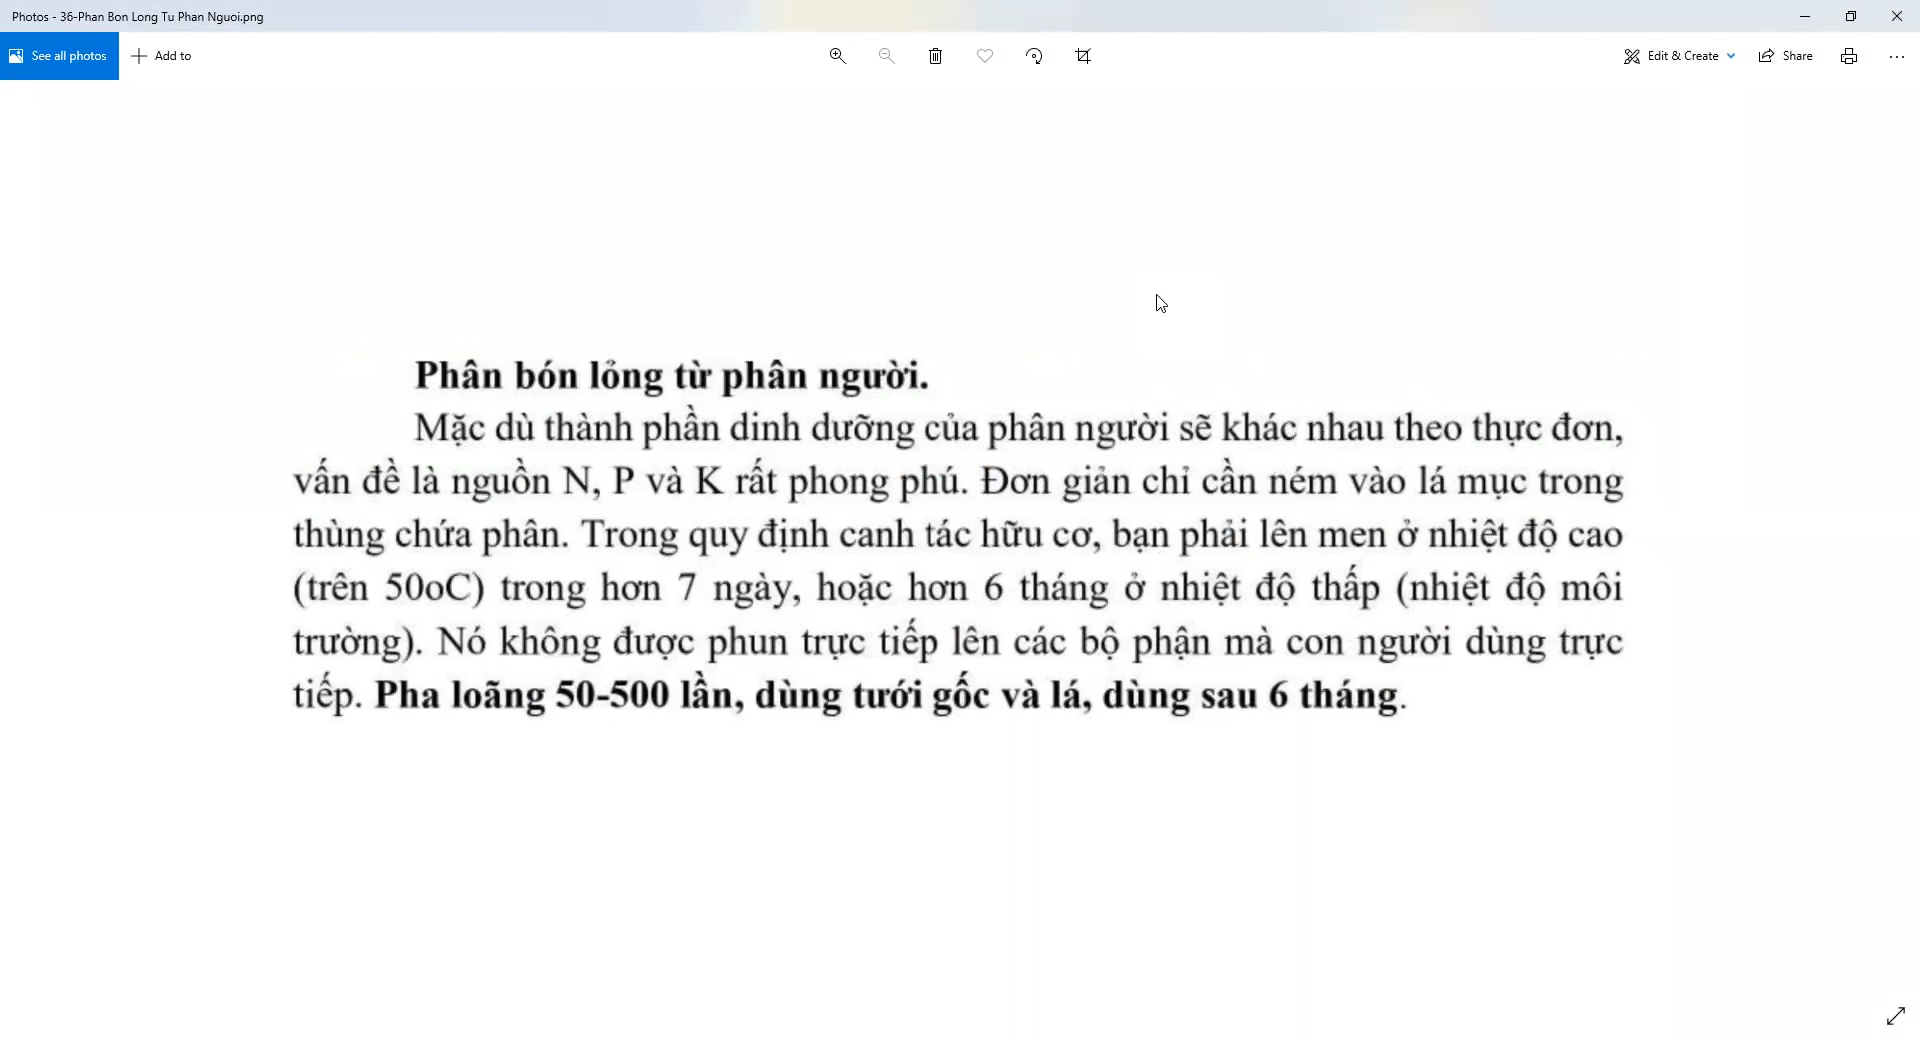 Photos - 36-Phan Bon Long Tu Phan Nguoi.png
See all photos
Add to
Edit & Create
Share
Phân bón lỏng từ phân người.
Mặc dù thành phần dinh dưỡng của phân người sẽ khác nhau theo thực đơn,
vấn đề là nguồn N, P và K rất phong phú. Đơn giản chỉ cần ném vào lá mục trong
thùng chứa phân. Trong quy định canh tác hữu cơ, bạn phải lên men ở nhiệt độ cao
(trên 50oC) trong hơn 7 ngày, hoặc hơn 6 tháng ở nhiệt độ thấp (nhiệt độ môi
trường). Nó không được phun trực tiếp lên các bộ phận mà con người dùng trực
tiếp. Pha loãng 50-500 lần, dùng tưới gốc và lá, dùng sau 6 tháng.